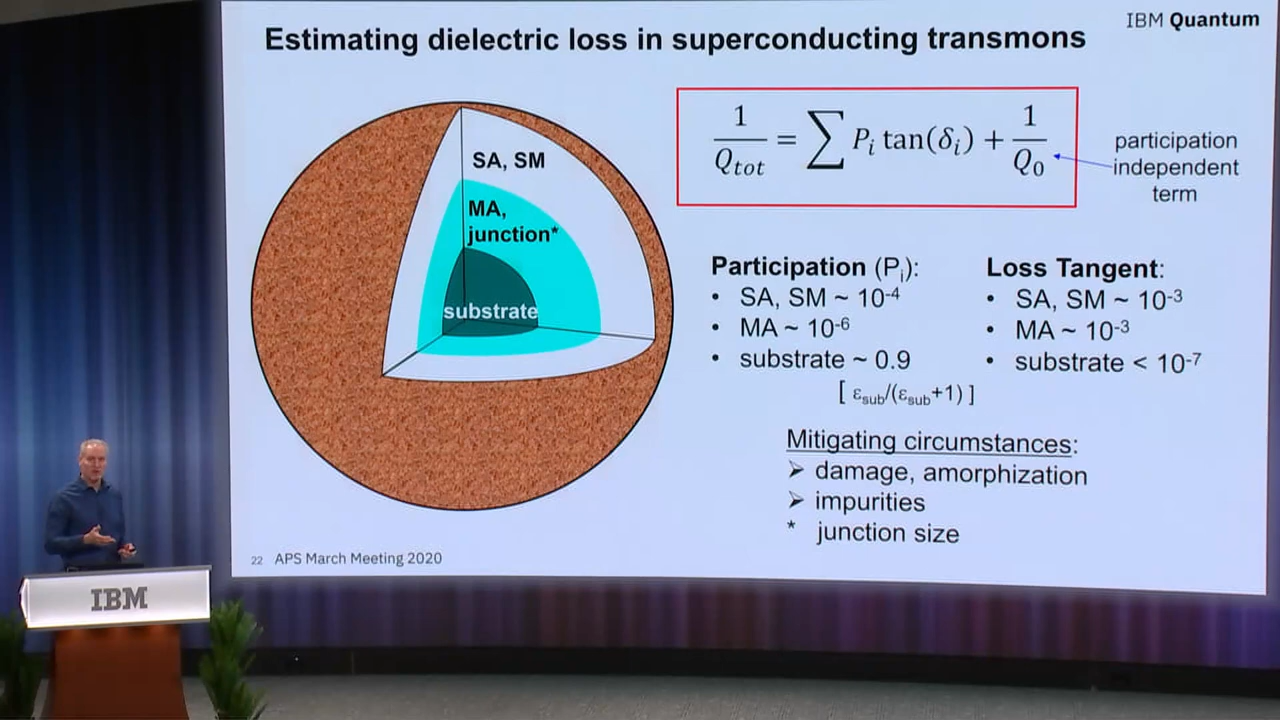 IBM Quantum
Estimating dielectric loss in superconducting transmons
SA, SM
MA,
junction*
substrate
1/Q_tot = ∑ P_i tan(δ_i) + 1/Q_0
participation
independent
term
Participation (P_i):
• SA, SM ~ 10^-4
• MA ~ 10^-6
• substrate ~ 0.9
[ ε_sub/(ε_sub+1) ]
Loss Tangent:
• SA, SM ~ 10^-3
• MA ~ 10^-3
• substrate < 10^-7
Mitigating circumstances:
➢ damage, amorphization
➢ impurities
* junction size
22 APS March Meeting 2020
IBM